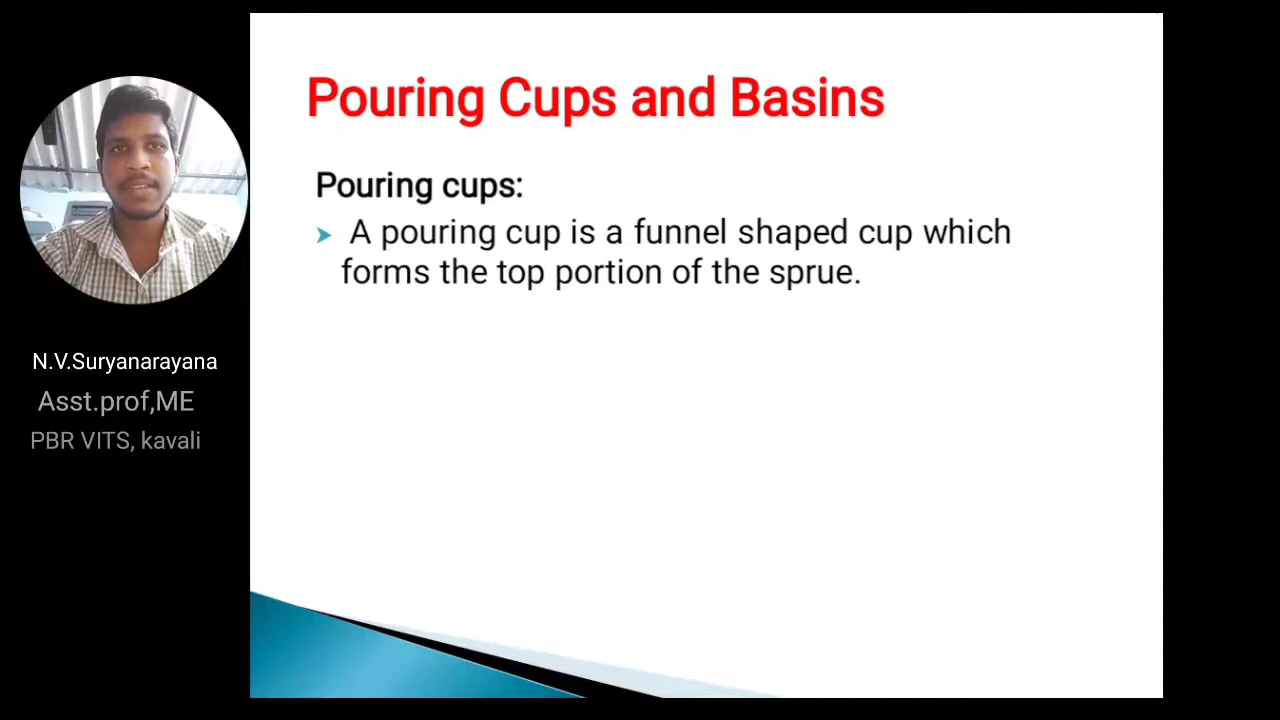 Pouring Cups and Basins
Pouring cups:
A pouring cup is a funnel shaped cup which
forms the top portion of the sprue.
N.V.Suryanarayana
Asst.prof,ME
PBR VITS, kavali